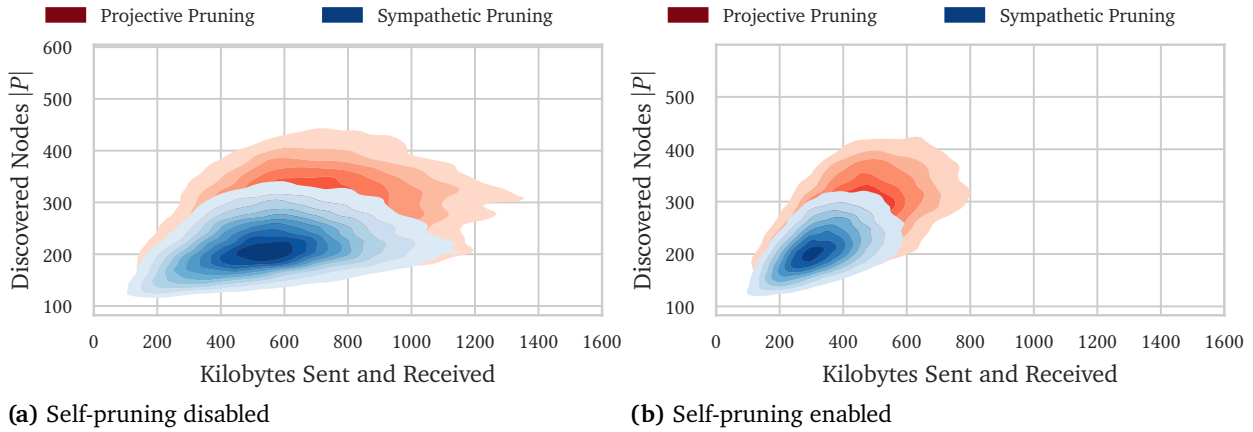 Projective Pruning Sympathetic Pruning
600
500
400
300
200
100
0 200 400 600 800 1000 1200 1400 1600
Discovered Nodes |P|
Kilobytes Sent and Received
(a) Self-pruning disabled
Projective Pruning Sympathetic Pruning
500
400
300
200
100
0 200 400 600 800 1000 1200 1400 1600
Discovered Nodes |P|
Kilobytes Sent and Received
(b) Self-pruning enabled